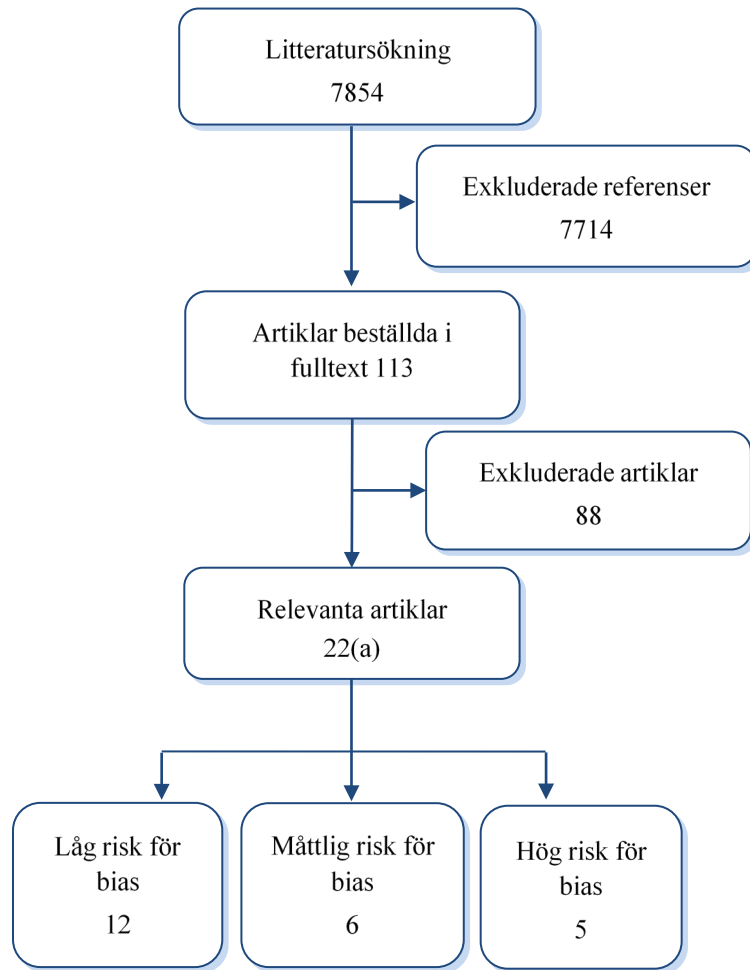 Litteratursökning
7854
Exkluderade referenser
7714
Artiklar beställda i
fulltext 113
Exkluderade artiklar
88
Relevanta artiklar
22(a)
Låg risk för
bias
12
Måttlig risk för
bias
6
Hög risk för
bias
5